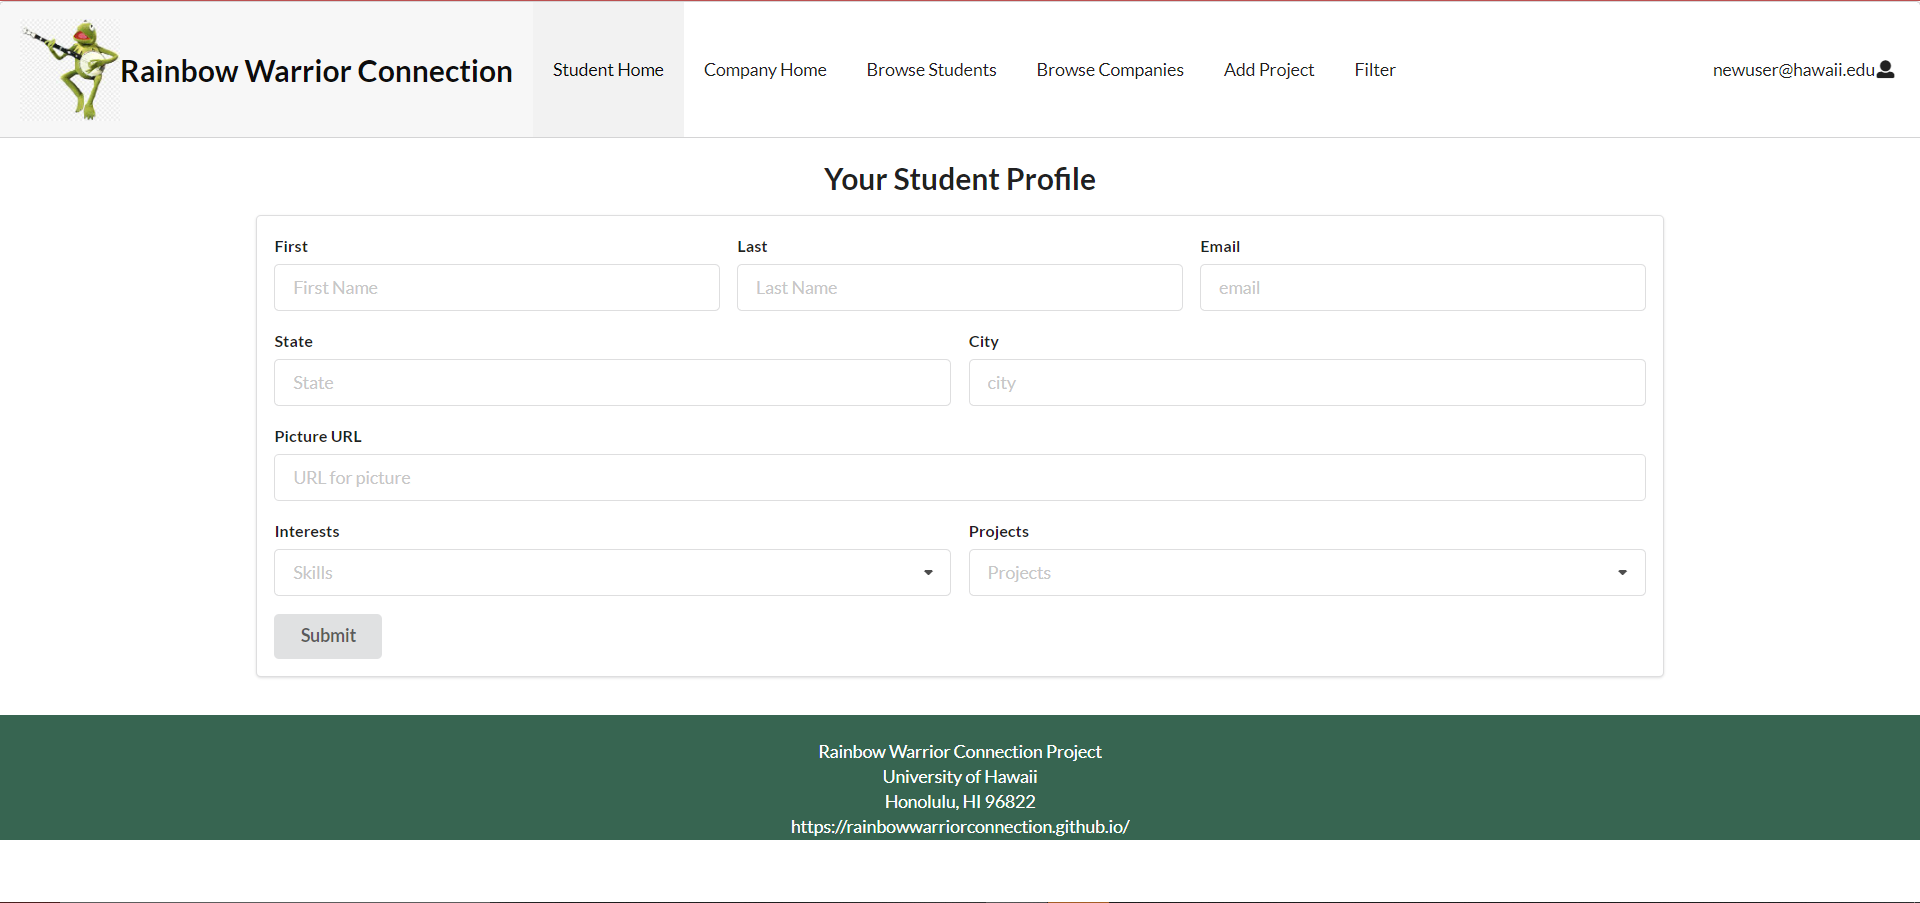 Rainbow Warrior Connection Student Home Company Home Browse Students Browse Companies Add Project Filter newuser@hawaii.edu
Your Student Profile
First Last Email
First Name Last Name email
State City
State city
Picture URL
URL for picture
Interests Projects
Skills Projects
Submit
Rainbow Warrior Connection Project
University of Hawaii
Honolulu, HI 96822
https://rainbowwarriorconnection.github.io/